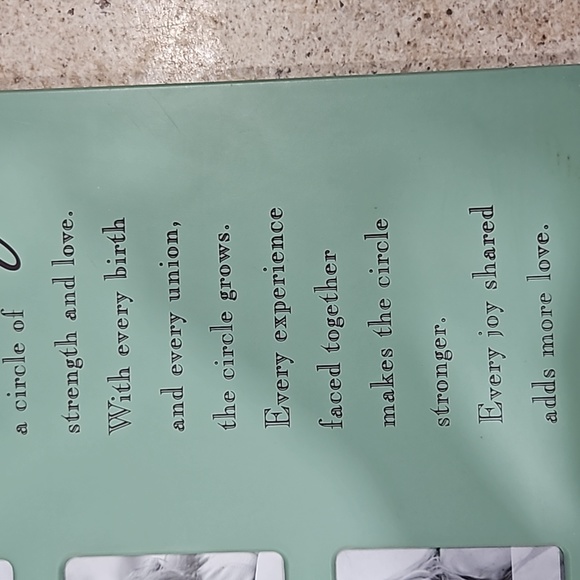 a circle of
strength and love.
With every birth
and every union,
the circle grows.
Every experience
faced together
makes the circle
stronger.
Every joy shared
adds more love.